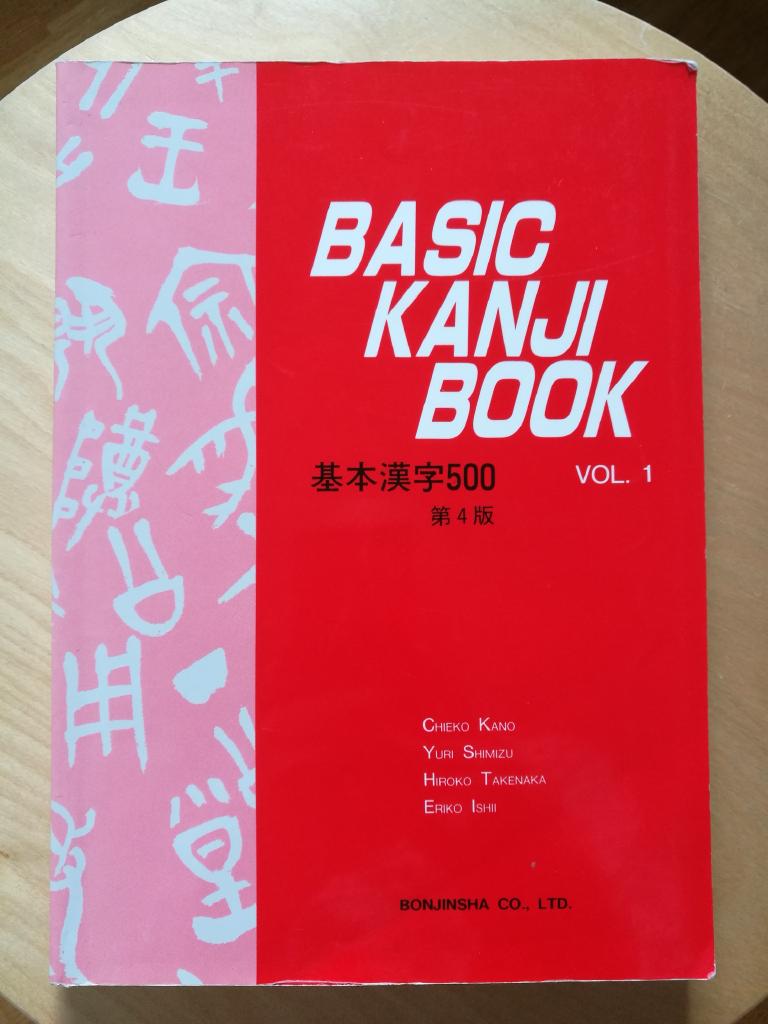 BASIC
KANJI
BOOK
基本漢字500
VOL. 1
第4版
CHIEKO KANO
YURI SHIMIZU
HIROKO TAKENAKA
ERIKO ISHII
BONJINSHA CO., LTD.